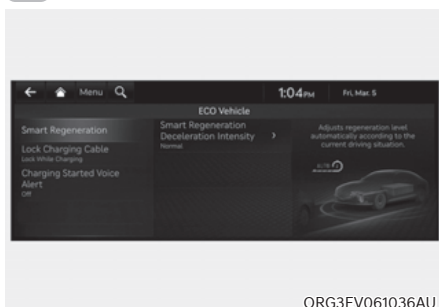 Menu
1:04PM
Fri, Mar. 5
ECO Vehicle
Smart Regeneration
Lock Charging Cable
Lock While Charging
Charging Started Voice
Alert
Off
Smart Regeneration
Deceleration Intensity
Normal
Adjusts regeneration level
automatically according to the
current driving situation.
AUTO
ORG3EV061036AU